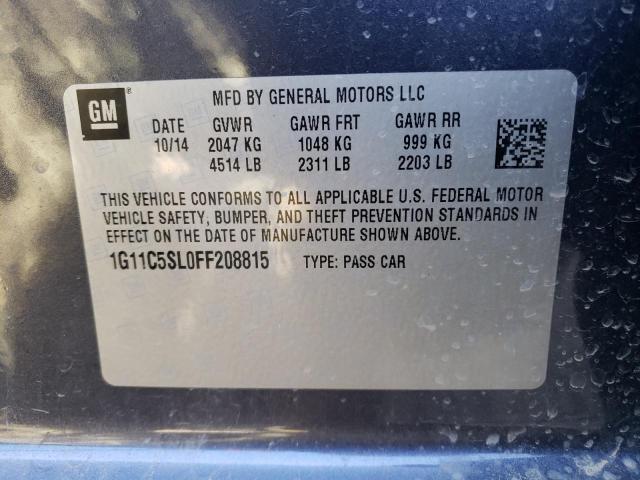 GM
MFD BY GENERAL MOTORS LLC
DATE GVWR GAWR FRT GAWR RR
10/14 2047 KG 1048 KG 999 KG
4514 LB 2311 LB 2203 LB
THIS VEHICLE CONFORMS TO ALL APPLICABLE U.S. FEDERAL MOTOR
VEHICLE SAFETY, BUMPER, AND THEFT PREVENTION STANDARDS IN
EFFECT ON THE DATE OF MANUFACTURE SHOWN ABOVE.
1G11C5SL0FF208815 TYPE: PASS CAR